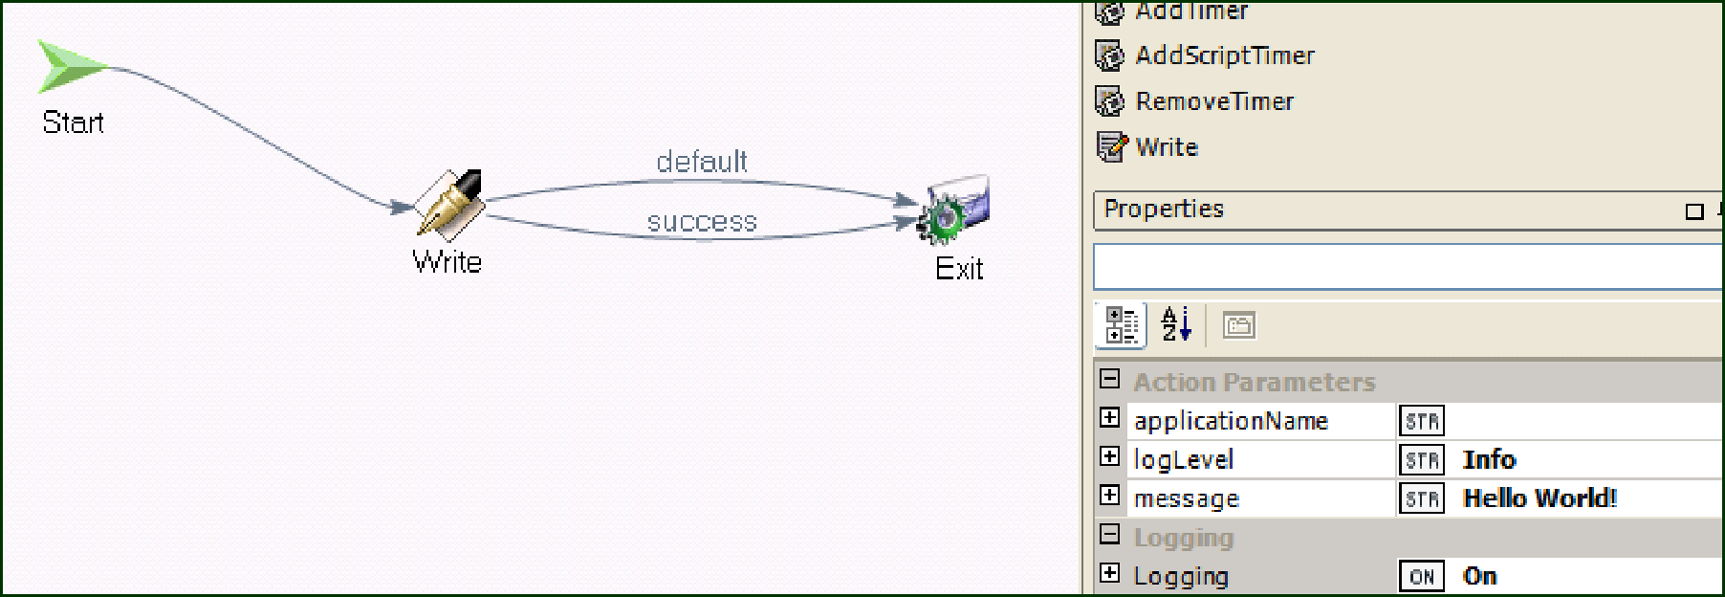 Start
default
success
Write
Exit
AddTimer
AddScriptTimer
RemoveTimer
Write
Properties
A
Z
Action Parameters
applicationName STR
logLevel STR Info
message STR Hello World!
Logging
Logging ON On